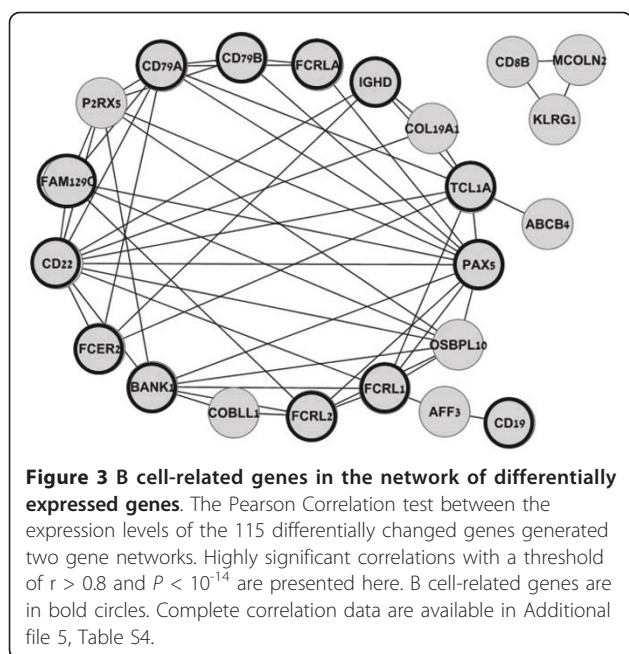 CD79A
CD79B
FCRLA
IGHD
CD8B
MCOLN2
P2RX5
COL19A1
KLRG1
FAM129C
TCL1A
ABCB4
CD22
PAX5
FCER2
OSBPL10
BANK1
FCRL1
COBLL1
FCRL2
AFF3
CD19
Figure 3 B cell-related genes in the network of differentially
expressed genes. The Pearson Correlation test between the
expression levels of the 115 differentially changed genes generated
two gene networks. Highly significant correlations with a threshold
of r > 0.8 and P < 10⁻¹⁴ are presented here. B cell-related genes are
in bold circles. Complete correlation data are available in Additional
file 5, Table S4.